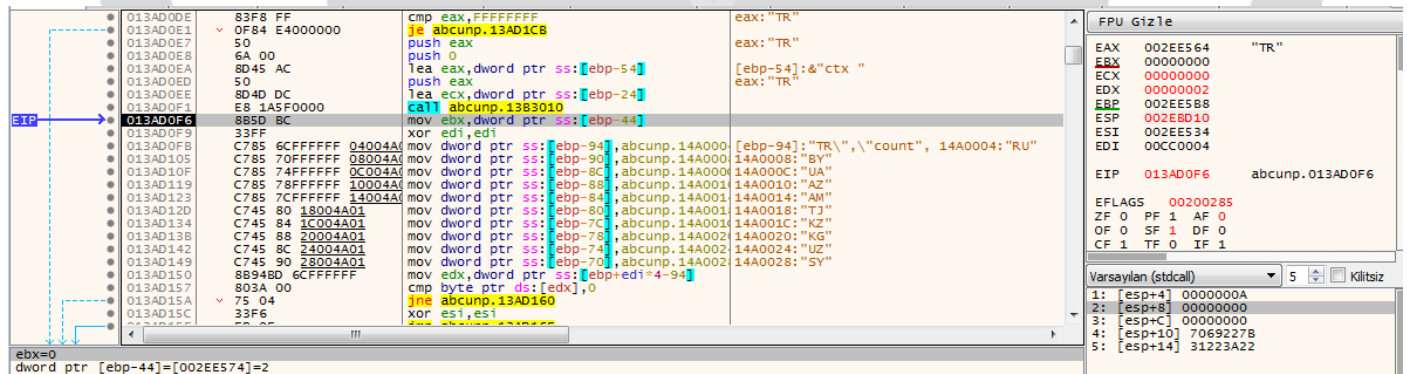 013AD0DE 83F8 FF cmp eax,FFFFFFFF eax:"TR"
013AD0E1 0F84 E4000000 je abcunp.13AD1CB
013AD0E7 50 push eax eax:"TR"
013AD0E8 6A 00 push 0
013AD0EA 8D45 AC lea eax,dword ptr ss:[ebp-54] [ebp-54]:&"ctx "
013AD0ED 50 push eax eax:"TR"
013AD0EE 8D4D DC lea ecx,dword ptr ss:[ebp-24]
013AD0F1 E8 1A5F0000 call abcunp.13B3010
EIP 013AD0F6 8B5D BC mov ebx,dword ptr ss:[ebp-44]
013AD0F9 33FF xor edi,edi
013AD0FB C785 6CFFFFFF 04004A0 mov dword ptr ss:[ebp-94],abcunp.14A000 [ebp-94]:"TR\",\"count", 14A0004:"RU"
013AD105 C785 70FFFFFF 08004A0 mov dword ptr ss:[ebp-90],abcunp.14A000 14A0008:"BY"
013AD10F C785 74FFFFFF 0C004A0 mov dword ptr ss:[ebp-8C],abcunp.14A000 14A000C:"UA"
013AD119 C785 78FFFFFF 10004A0 mov dword ptr ss:[ebp-88],abcunp.14A001 14A0010:"AZ"
013AD123 C785 7CFFFFFF 14004A0 mov dword ptr ss:[ebp-84],abcunp.14A001 14A0014:"AM"
013AD12D C745 80 18004A01 mov dword ptr ss:[ebp-80],abcunp.14A001 14A0018:"TJ"
013AD134 C745 84 1C004A01 mov dword ptr ss:[ebp-7C],abcunp.14A001 14A001C:"KZ"
013AD13B C745 88 20004A01 mov dword ptr ss:[ebp-78],abcunp.14A002 14A0020:"KG"
013AD142 C745 8C 24004A01 mov dword ptr ss:[ebp-74],abcunp.14A002 14A0024:"UZ"
013AD149 C745 90 28004A01 mov dword ptr ss:[ebp-70],abcunp.14A002 14A0028:"SY"
013AD150 8B94BD 6CFFFFFF mov edx,dword ptr ss:[ebp+edi*4-94]
013AD157 803A 00 cmp byte ptr ds:[edx],0
013AD15A 75 04 jne abcunp.13AD160
013AD15C 33F6 xor esi,esi
ebx=0
dword ptr [ebp-44]=[002EE574]=2
FPU Gizle
EAX 002EE564 "TR"
EBX 00000000
ECX 00000000
EDX 00000002
EBP 002EE5B8
ESP 002EBD10
ESI 002EE534
EDI 00CC0004
EIP 013AD0F6 abcunp.013AD0F6
EFLAGS 00200285
ZF 0 PF 1 AF 0
OF 0 SF 1 DF 0
CF 1 TF 0 IF 1
Varsayılan (stdcall) 5 Kilitsiz
1: [esp+4] 0000000A
2: [esp+8] 00000000
3: [esp+C] 00000000
4: [esp+10] 7069227B
5: [esp+14] 31223A22